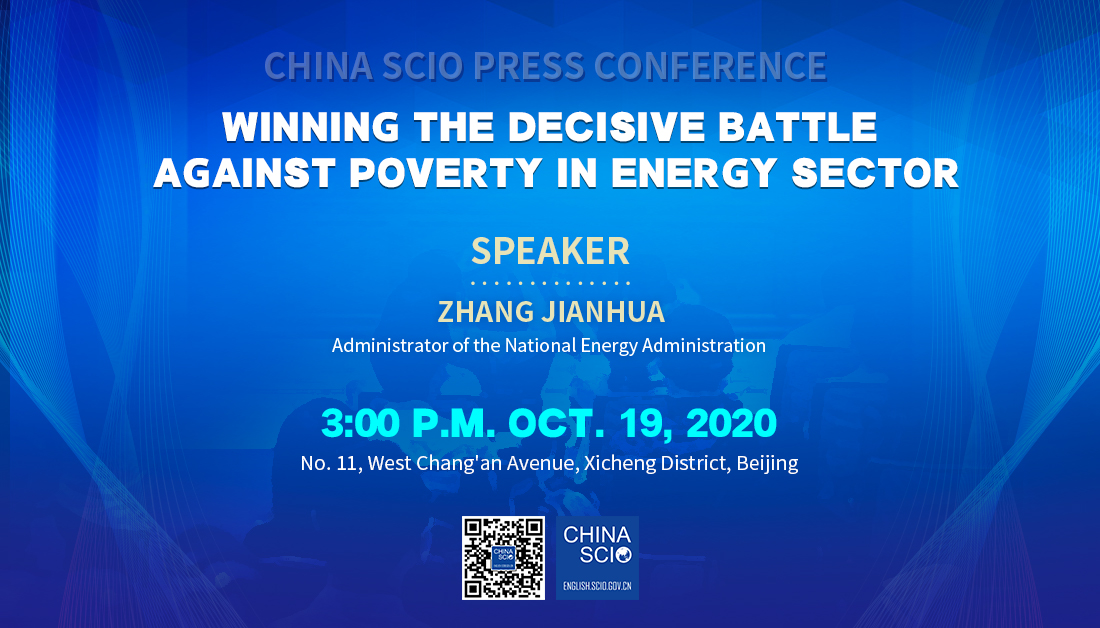 CHINA SCIO PRESS CONFERENCE
WINNING THE DECISIVE BATTLE
AGAINST POVERTY IN ENERGY SECTOR
SPEAKER
ZHANG JIANHUA
Administrator of the National Energy Administration
3:00 P.M. OCT. 19, 2020
No. 11, West Chang'an Avenue, Xicheng District, Beijing
CHINA
SCIO
CHINA
SCIO
ENGLISH.SCIO.GOV.CN